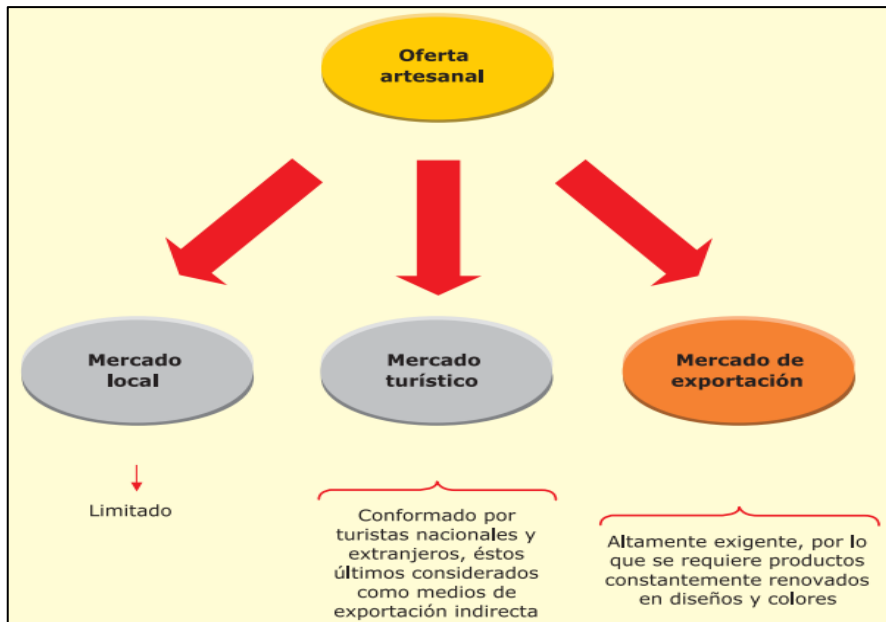 Oferta
artesanal
Mercado
local
Mercado
turístico
Mercado de
exportación
Limitado
Conformado por
turistas nacionales y
extranjeros, éstos
últimos considerados
como medios de
exportación indirecta
Altamente exigente, por lo
que se requiere productos
constantemente renovados
en diseños y colores